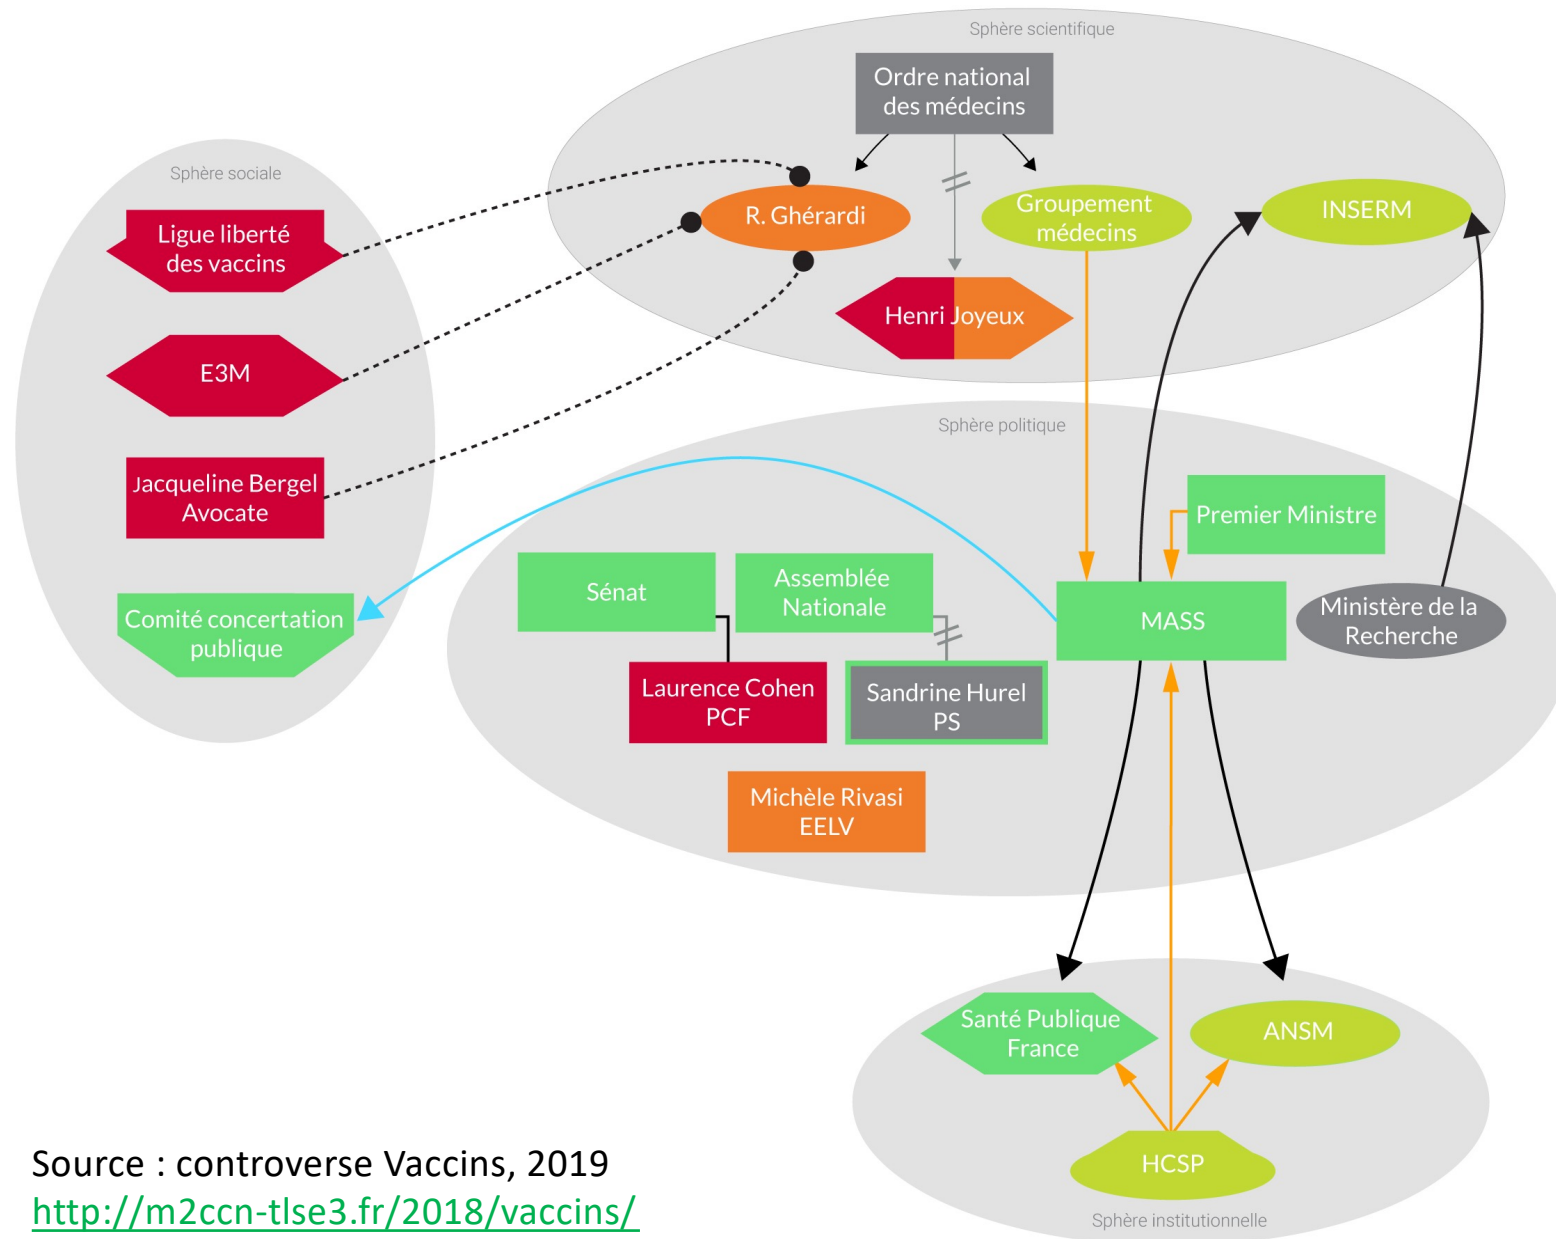 Sphère scientifique
Ordre national
des médecins
R. Ghérardi
Groupement
médecins
INSERM
Henri Joyeux
Sphère sociale
Ligue liberté
des vaccins
E3M
Jacqueline Bergel
Avocate
Comité concertation
publique
Sphère politique
Premier Ministre
Sénat
Assemblée
Nationale
MASS
Ministère de la
Recherche
Laurence Cohen
PCF
Sandrine Hurel
PS
Michèle Rivasi
EELV
Santé Publique
France
ANSM
HCSP
Sphère institutionnelle
Source : controverse Vaccins, 2019
http://m2ccn-tlse3.fr/2018/vaccins/